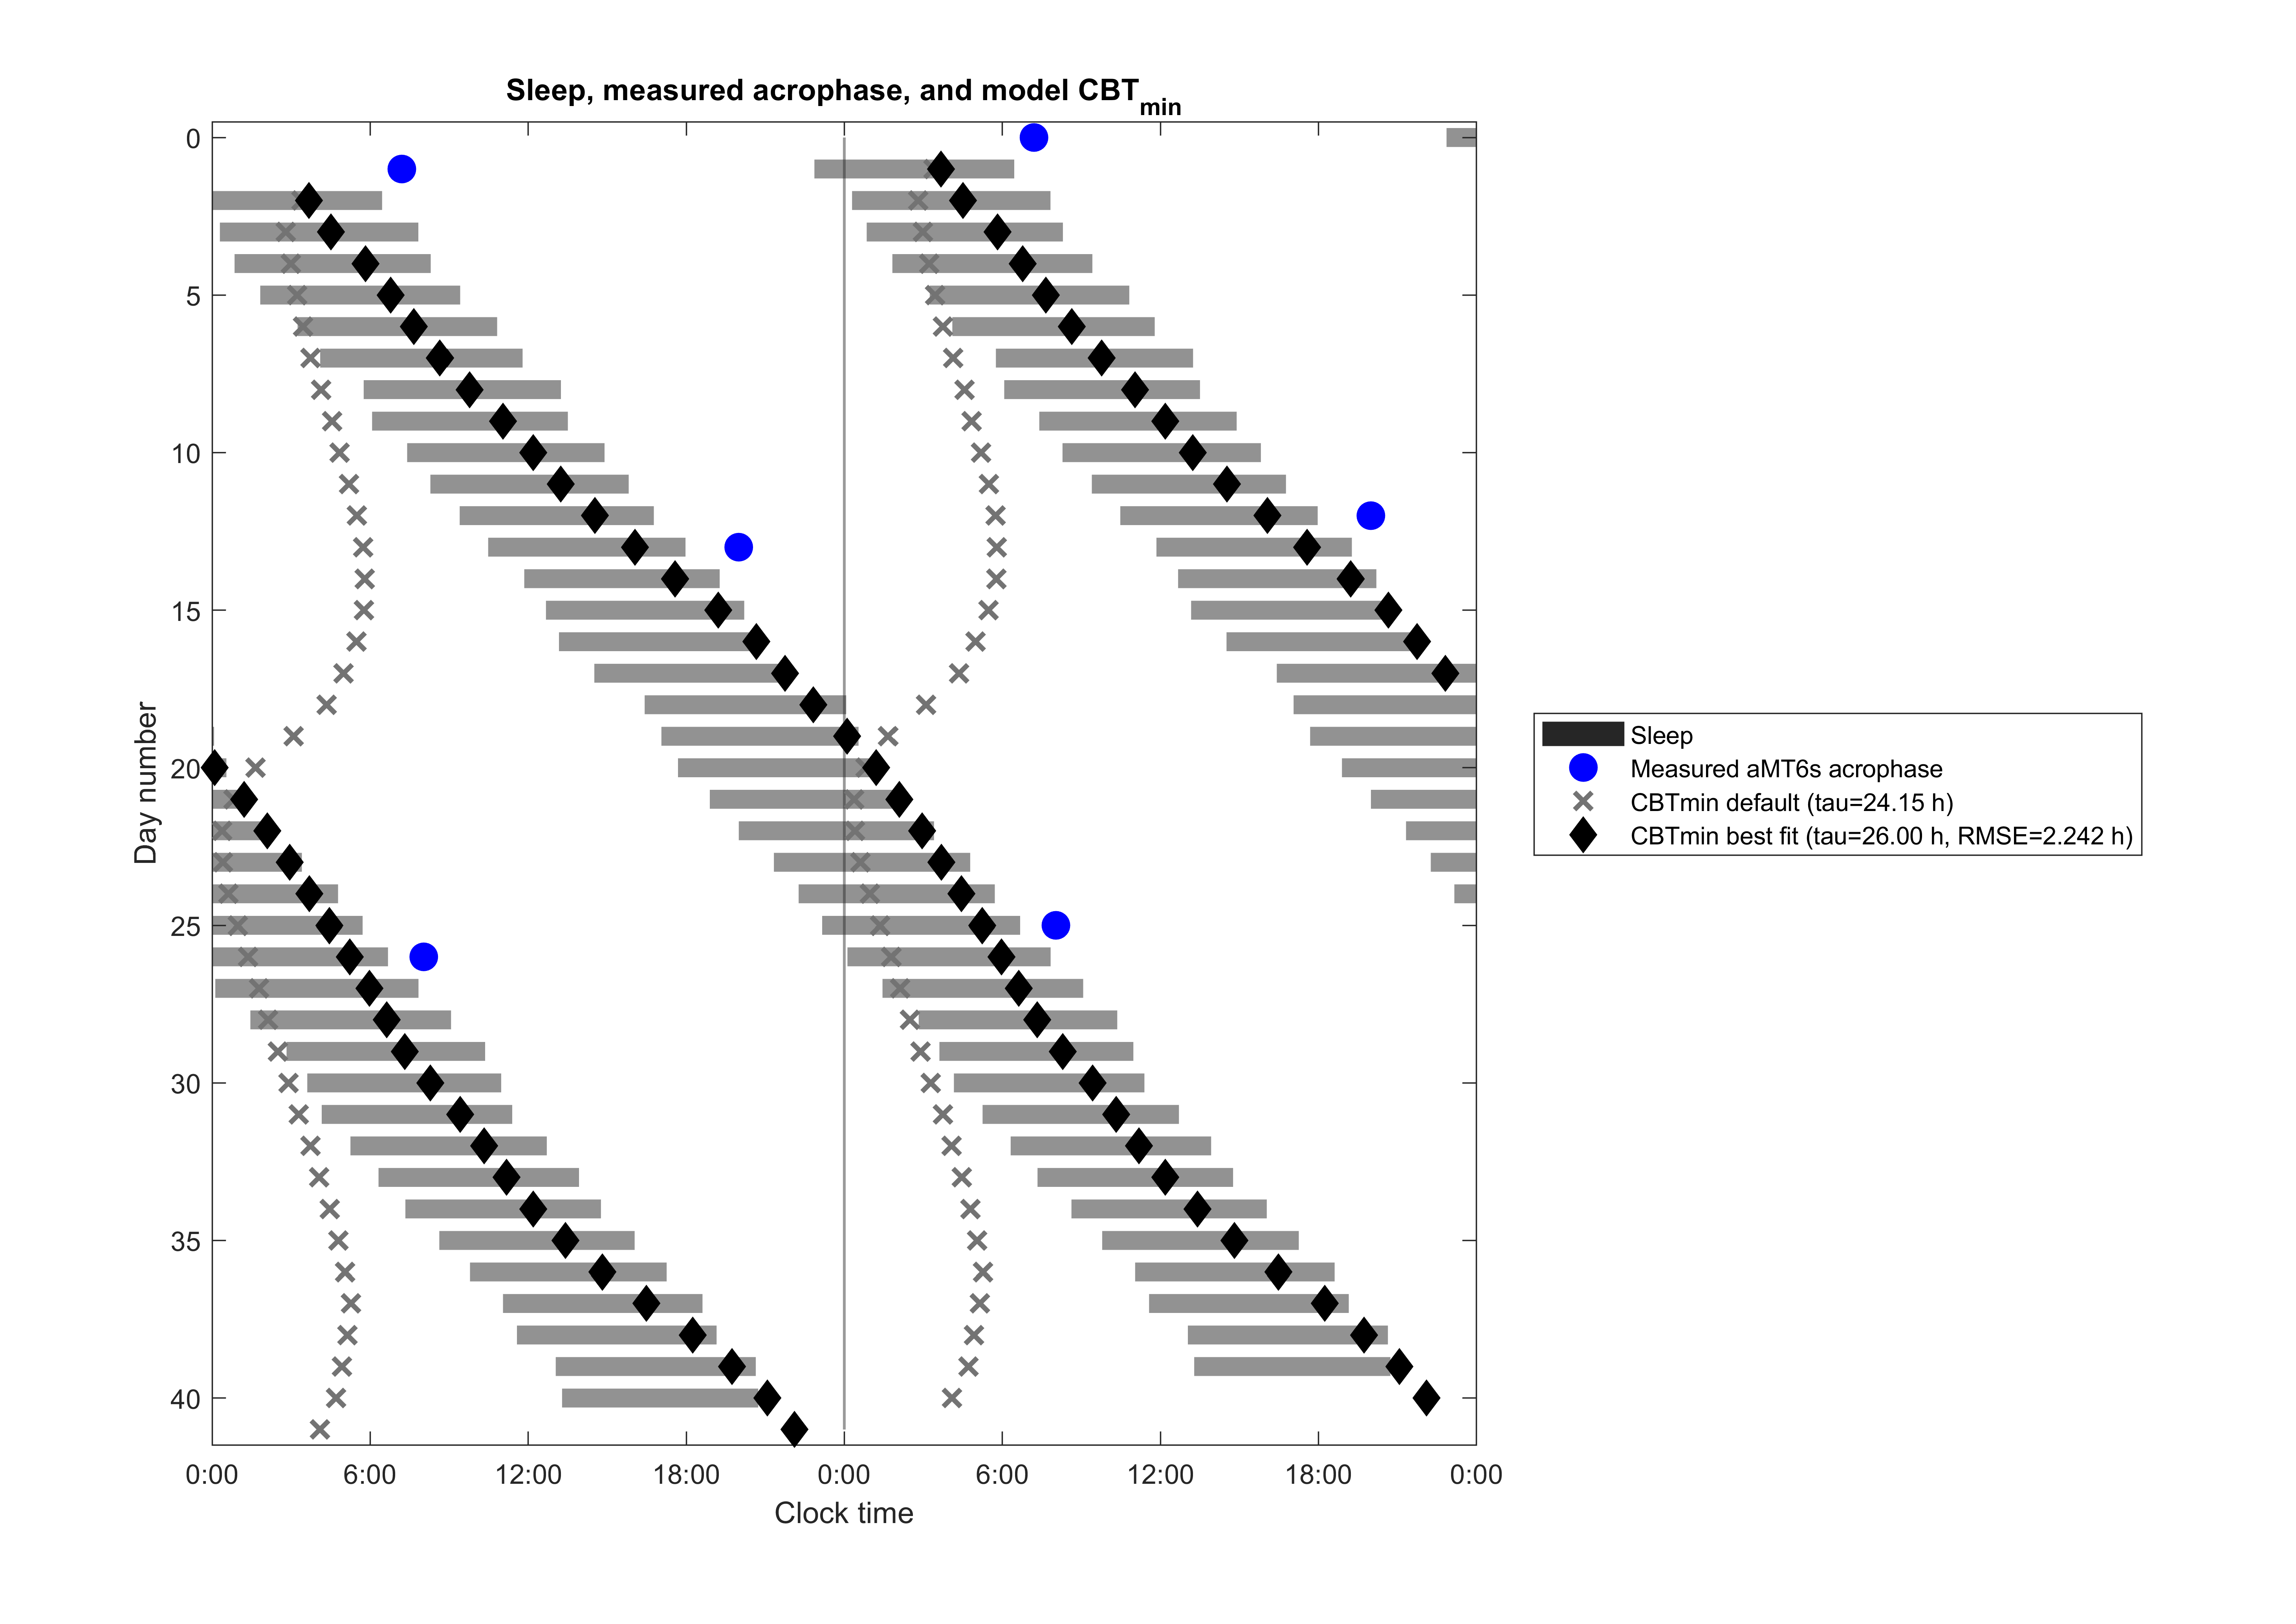 Sleep, measured acrophase, and model CBTmin
0
5
10
15
20
25
30
35
40
Day number
0:00 6:00 12:00 18:00 0:00 6:00 12:00 18:00 0:00
Clock time
Sleep
Measured aMT6s acrophase
CBTmin default (tau=24.15 h)
CBTmin best fit (tau=26.00 h, RMSE=2.242 h)